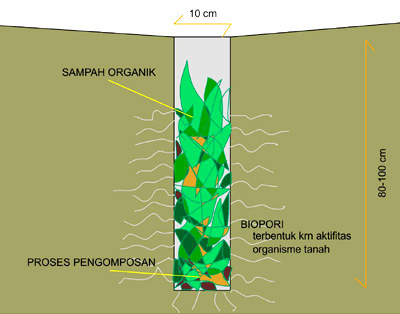 10 cm
SAMPAH ORGANIK
80-100 cm
BIOPORI
terbentuk krn aktifitas
organisme tanah
PROSES PENGOMPOSAN